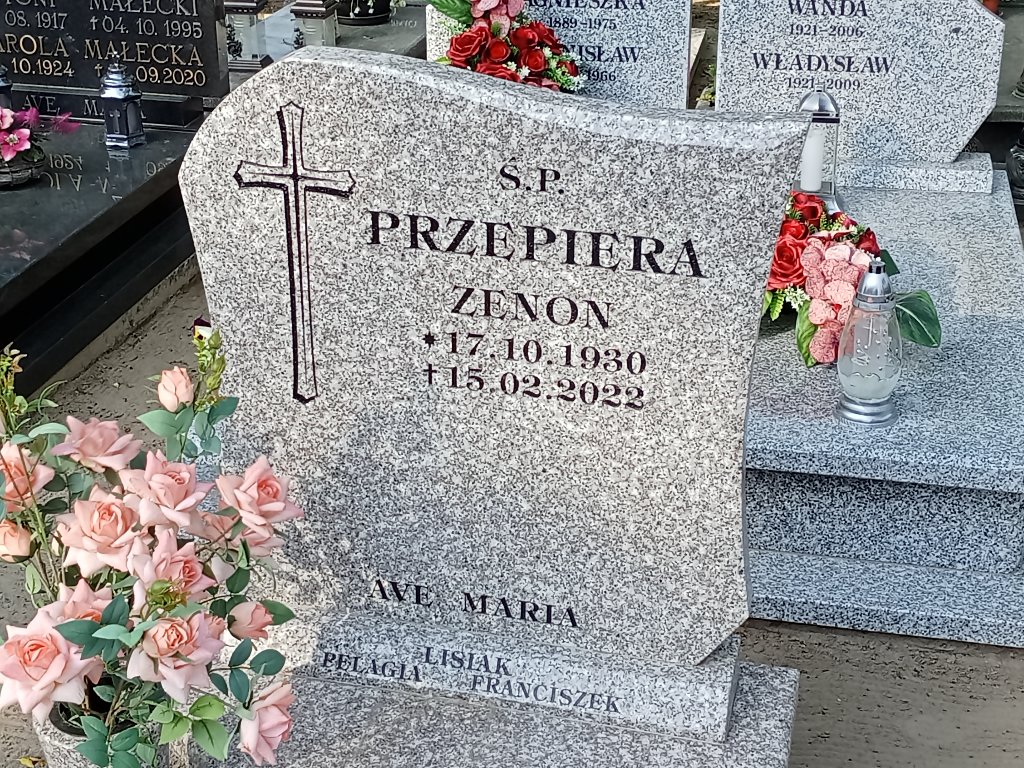 MAŁECKI
08.1917 †04.10.1995
MAŁECKA
10.1924 09.2020
AVE
1889-1975
1966
WANDA
1921-2006
WŁADYSŁAW
1921-2009
Ś.P.
PRZEPIERA
ZENON
*17.10.1930
†15.02.2022
AVE MARIA
LISIAK
PELAGIA FRANCISZEK